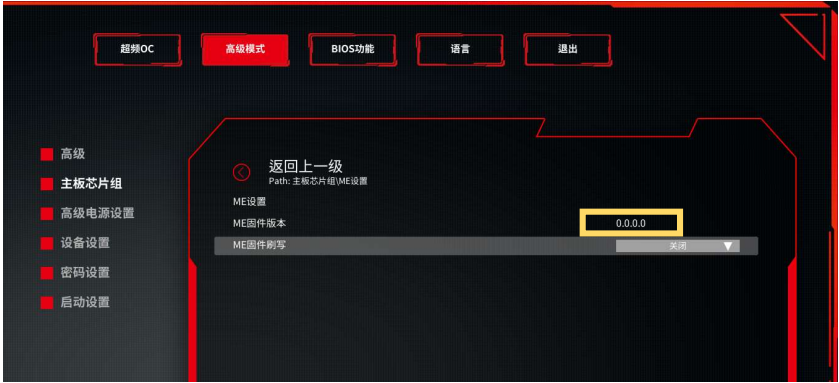 超频OC
高级模式
BIOS功能
语言
退出
高级
主板芯片组
高级电源设置
设备设置
密码设置
启动设置
返回上一级
Path: 主板芯片组\ME设置
ME设置
ME固件版本 0.0.0.0
ME固件刷写 关闭